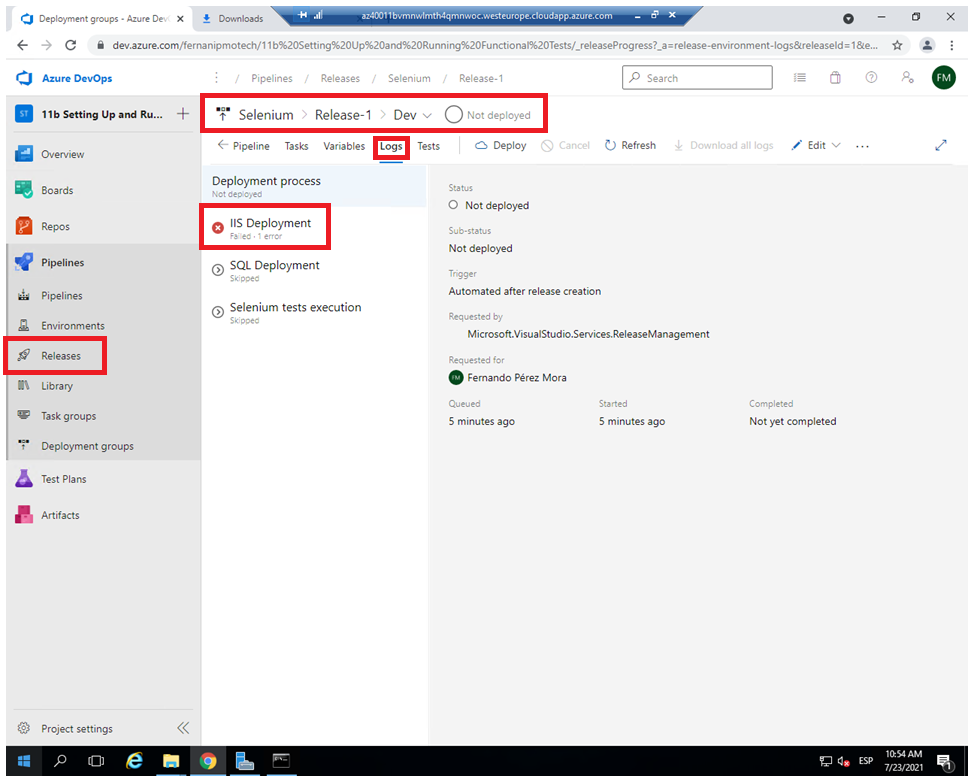 Deployment groups - Azure Dev
Downloads
az40011bvmnwlmth4qmnwoc.westeurope.cloudapp.azure.com
dev.azure.com/fernanipmotech/11b%20Setting%20Up%20and%20Running%20Functional%20Tests/_releaseProgress?_a=release-environment-logs&releaseId=1&e...
Azure DevOps
/ Pipelines / Releases / Selenium / Release-1
Search
FM
ST
11b Setting Up and Ru...
Selenium > Release-1 > Dev
Not deployed
Pipeline
Tasks
Variables
Logs
Tests
Deploy
Cancel
Refresh
Download all logs
Edit
...
Overview
Boards
Repos
Pipelines
Pipelines
Environments
Releases
Library
Task groups
Deployment groups
Test Plans
Artifacts
Project settings
Deployment process
Not deployed
IIS Deployment
Failed - 1 error
SQL Deployment
Skipped
Selenium tests execution
Skipped
Status
Not deployed
Sub-status
Not deployed
Trigger
Automated after release creation
Requested by
Microsoft.VisualStudio.Services.ReleaseManagement
Requested for
FM Fernando Pérez Mora
Queued Started Completed
5 minutes ago 5 minutes ago Not yet completed
ESP
10:54 AM
7/23/2021
1